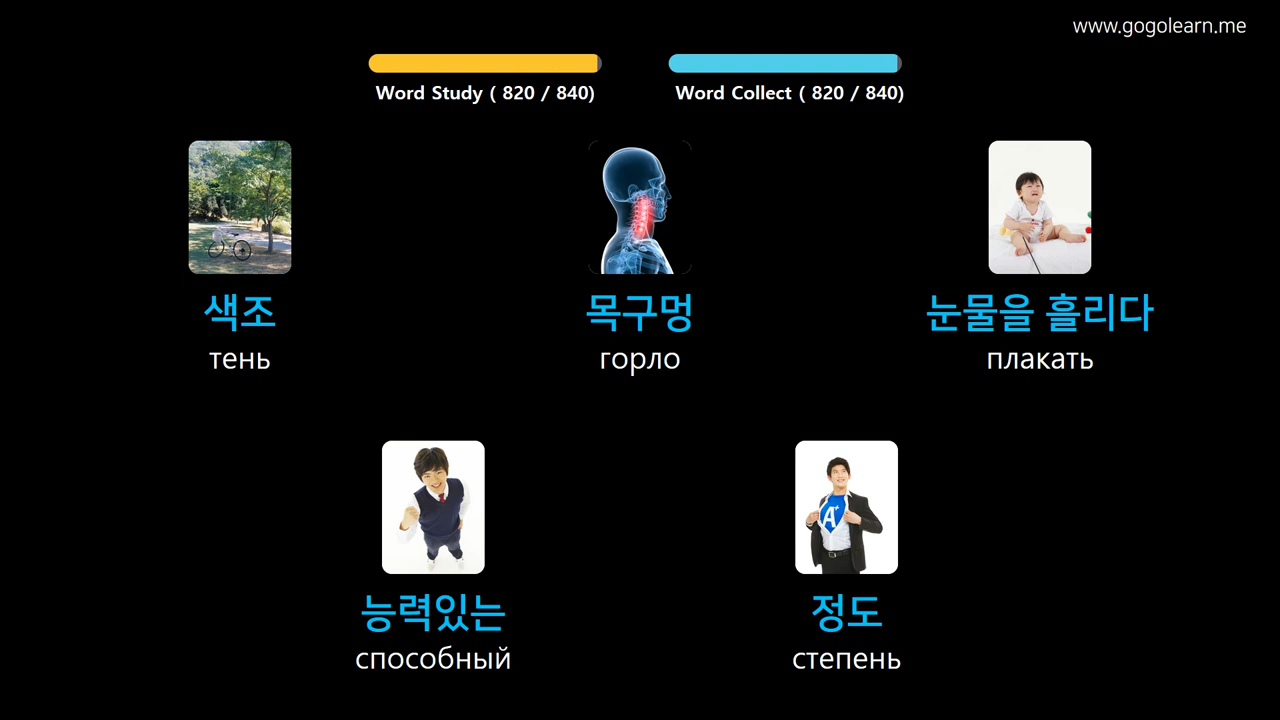 www.gogolearn.me
Word Study ( 820 / 840)
Word Collect ( 820 / 840)
색조
тень
목구멍
горло
눈물을 흘리다
плакать
A+
능력있는
способный
정도
степень